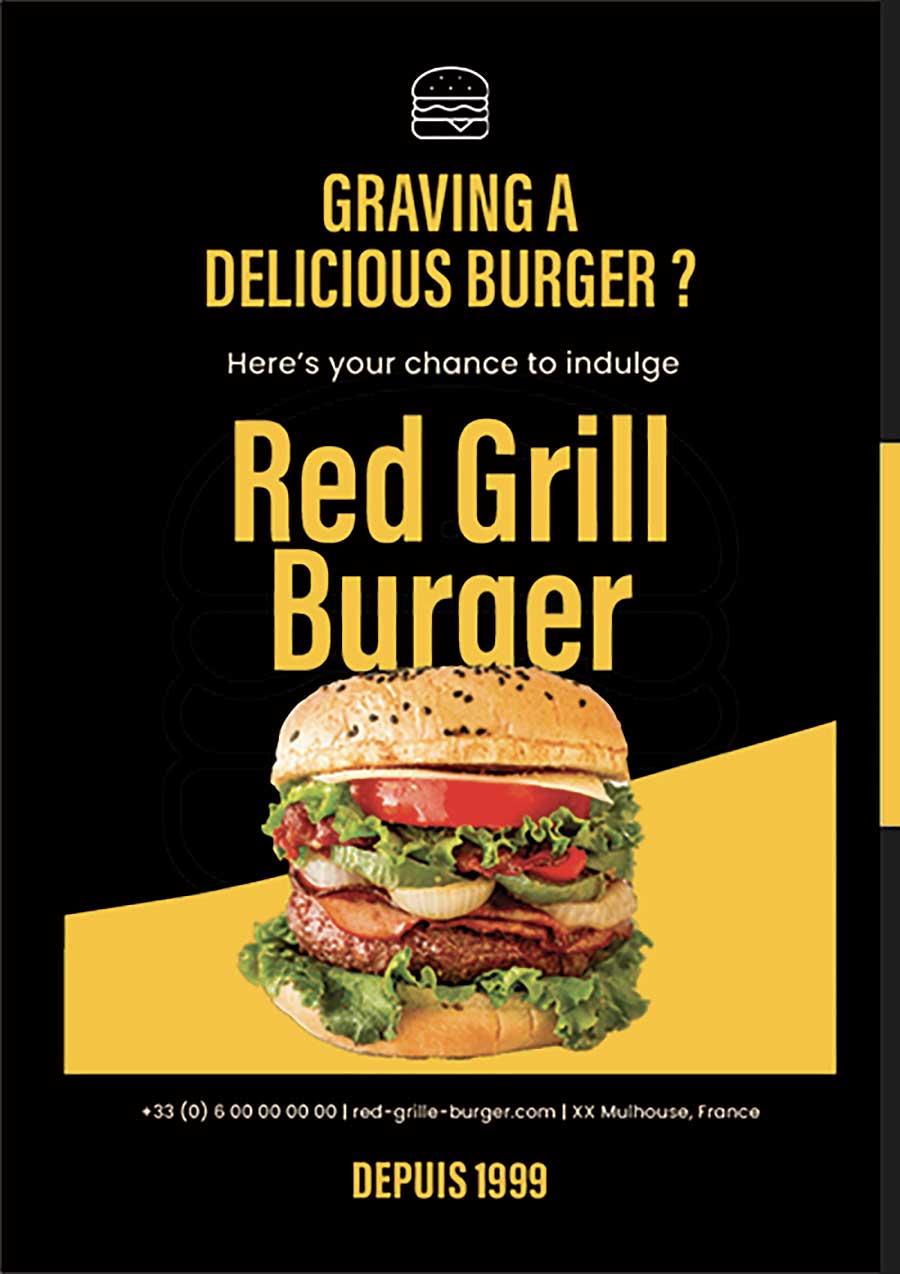 GRAVING A
DELICIOUS BURGER ?
Here's your chance to indulge
Red Grill
Burger
+33 (0) 6 00 00 00 00 | red-grille-burger.com | XX Mulhouse, France
DEPUIS 1999